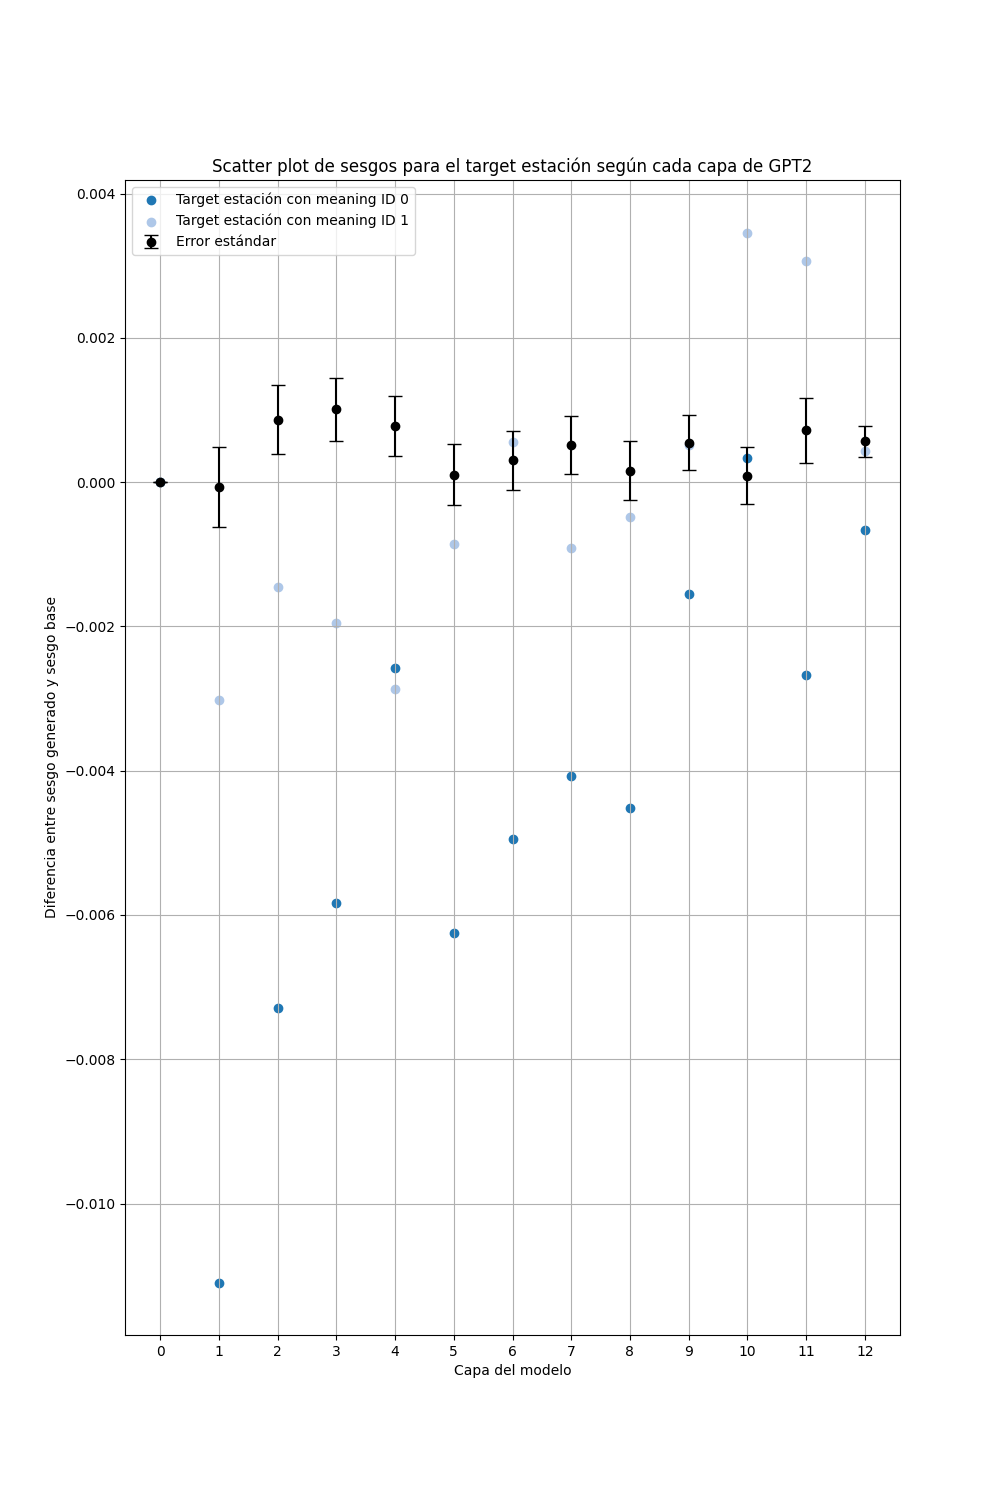 Scatter plot de sesgos para el target estación según cada capa de GPT2
Target estación con meaning ID 0
Target estación con meaning ID 1
Error estándar
0.004
0.002
0.000
−0.002
−0.004
−0.006
−0.008
−0.010
Diferencia entre sesgo generado y sesgo base
0 1 2 3 4 5 6 7 8 9 10 11 12
Capa del modelo